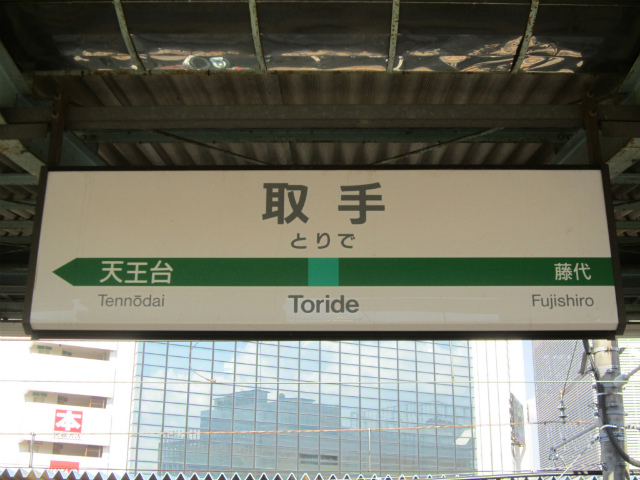 取手
とりで
天王台 藤代
Tennōdai Toride Fujishiro
本